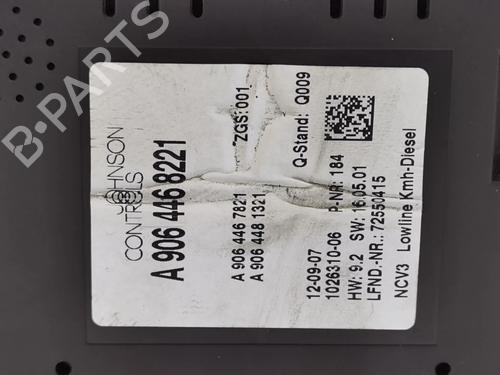 JOHNSON
CONTROLS
A 906 446 8221
A 906 446 7821 ZGS: 001
A 906 448 1321
Q-Stand: Q009
12-09-07
1026310-06 P-NR: 184
HW: 9.2 SW: 16.05.01
LFND.-NR.: 72550415
NCV3 Lowline Kmh-Diesel
B-PARTS